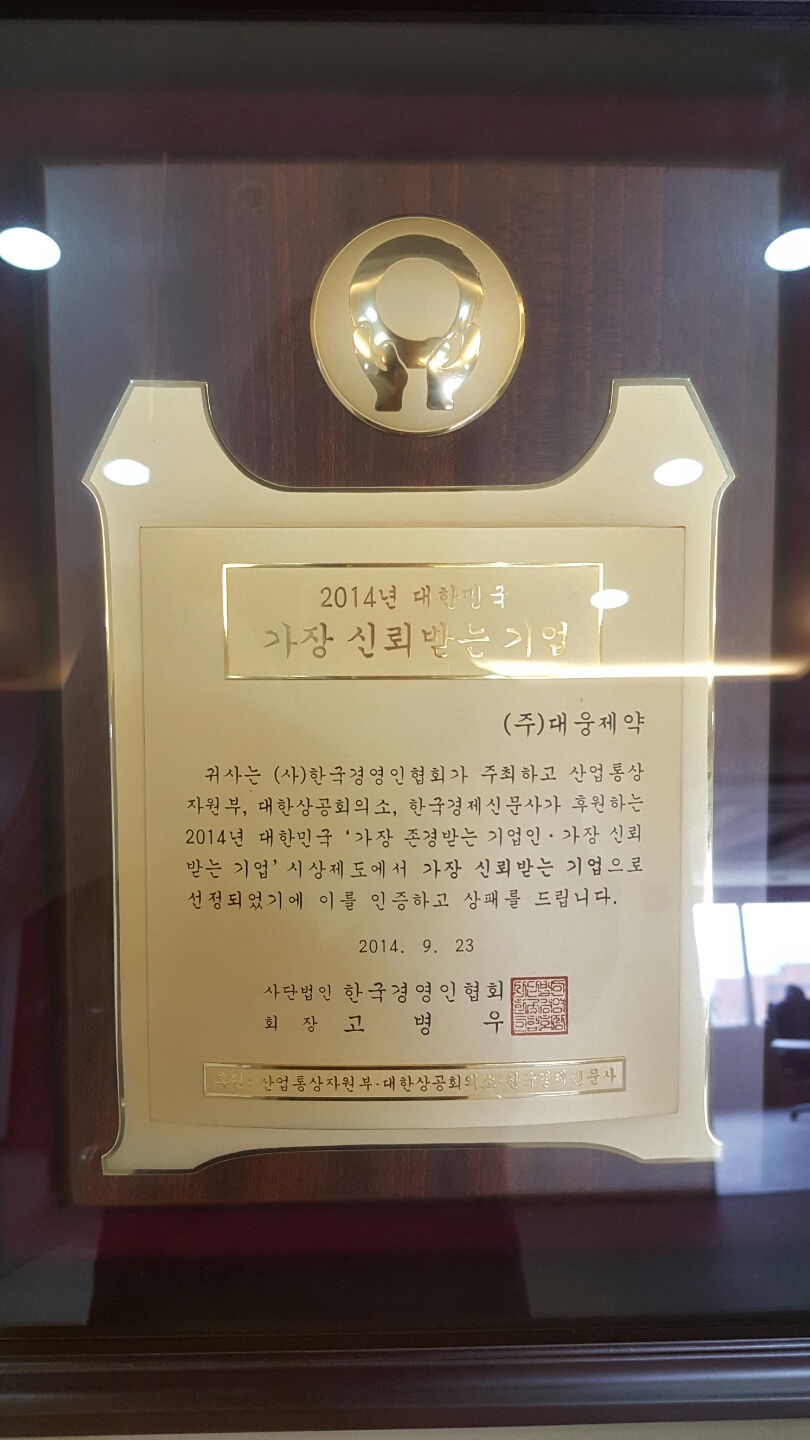 2014년 대한민국
가장 신뢰받는 기업
(주)대웅제약
귀사는 (사)한국경영인협회가 주최하고 산업통상
자원부, 대한상공회의소, 한국경제신문사가 후원하는
2014년 대한민국 '가장 존경받는 기업인·가장 신뢰
받는 기업' 시상제도에서 가장 신뢰받는 기업으로
선정되었기에 이를 인증하고 상패를 드립니다.
2014. 9. 23
사단법인 한국경영인협회
회 장 고 병 우
후원 : 산업통상자원부·대한상공회의소·한국경제신문사